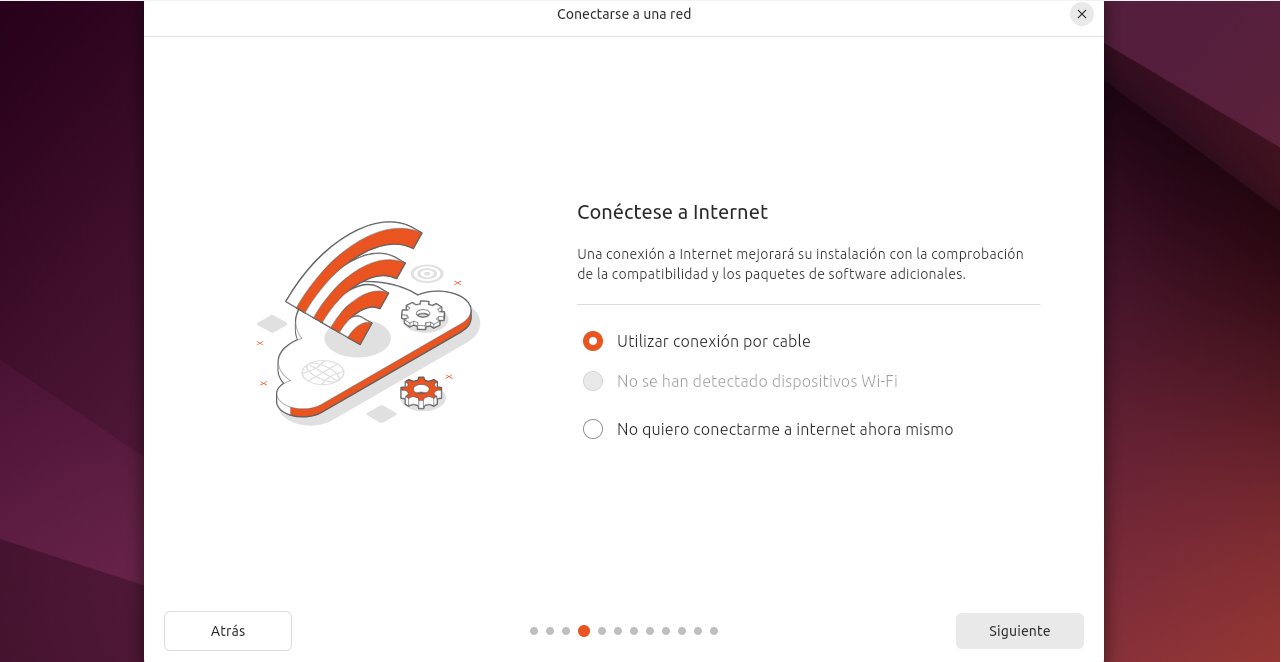 Conectarse a una red
Conéctese a Internet
Una conexión a Internet mejorará su instalación con la comprobación
de la compatibilidad y los paquetes de software adicionales.
Utilizar conexión por cable
No se han detectado dispositivos Wi-Fi
No quiero conectarme a internet ahora mismo
Atrás
Siguiente